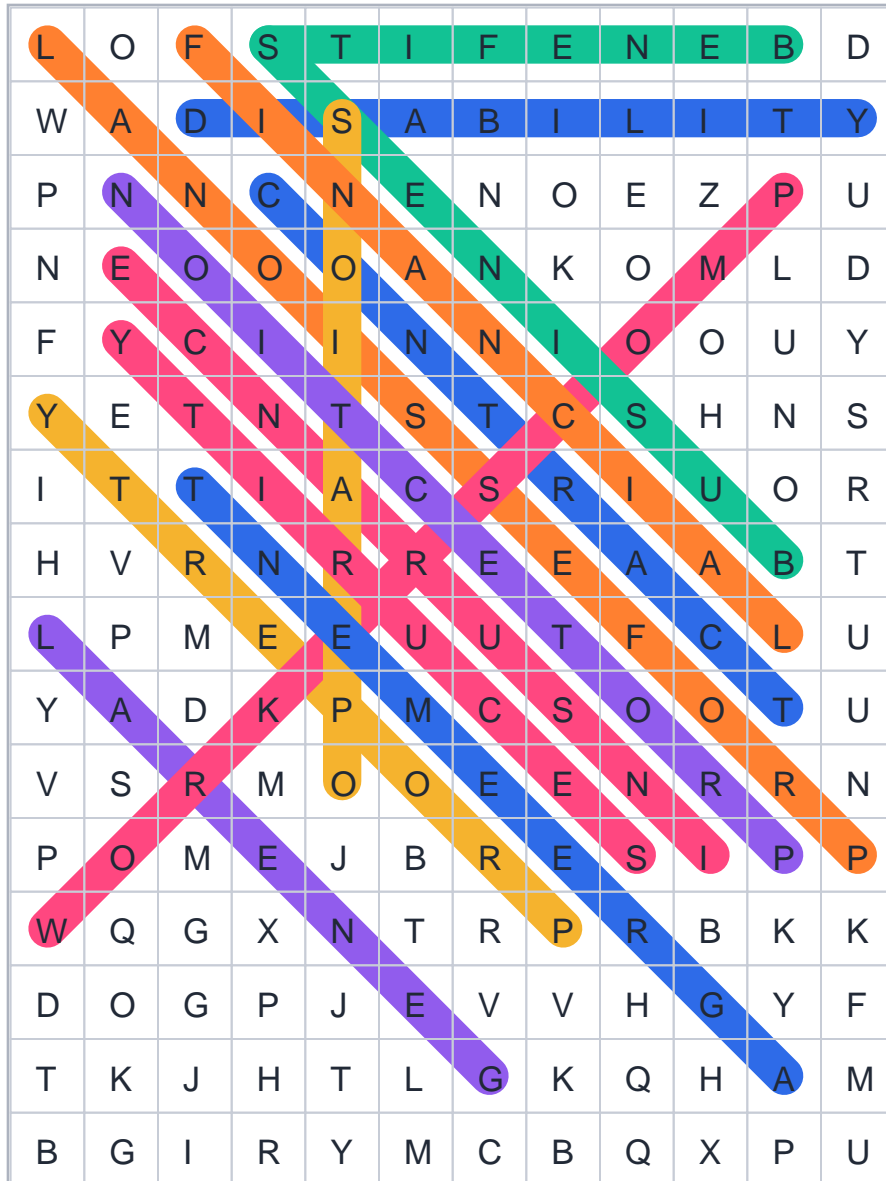 L O F S T I F E N E B D
W A D I S A B I L I T Y
P N N C N E N O E Z P U
N E O O O A N K O M L D
F Y C I I N N I O O U Y
Y E T N T S T C S H N S
I T T I A C S R I U O R
H V R N R R E E A A B T
L P M E E U U T F C L U
Y A D K P M C S O O T U
V S R M O O E E N R R N
P O M E J B R E S I P P
W Q G X N T R P R B K K
D O G P J E V V H G Y F
T K J H T L G K Q H A M
B G I R Y M C B Q X P U